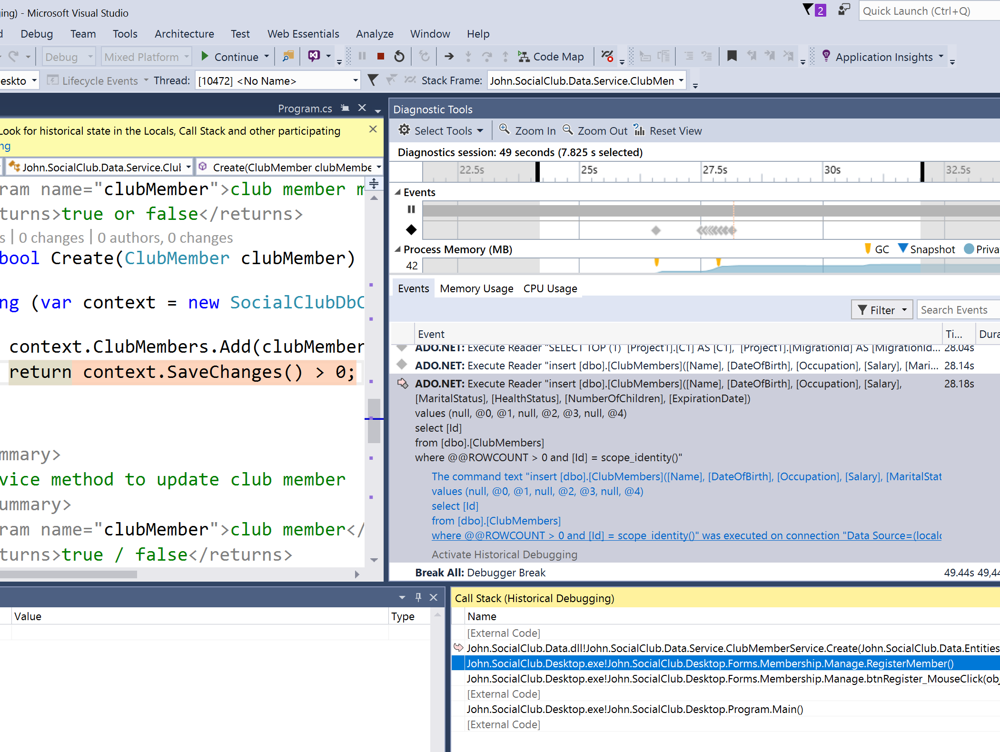 ing) - Microsoft Visual Studio
2
Quick Launch (Ctrl+Q)
d Debug Team Tools Architecture Test Web Essentials Analyze Window Help
Debug Mixed Platform Continue Code Map Application Insights
eskto Lifecycle Events Thread: [10472] <No Name> Stack Frame: John.SocialClub.Data.Service.ClubMen
Program.cs
Look for historical state in the Locals, Call Stack and other participating
ng
John.SocialClub.Data.Service.Clul Create(ClubMember clubMembe
ram name="clubMember">club member m
turns>true or false</returns>
s | 0 changes | 0 authors, 0 changes
bool Create(ClubMember clubMember)
ng (var context = new SocialClubDbC
context.ClubMembers.Add(clubMember
return context.SaveChanges() > 0;
mmary>
vice method to update club member
ummary>
ram name="clubMember">club member</
turns>true / false</returns>
Diagnostic Tools
Select Tools Zoom In Zoom Out Reset View
Diagnostics session: 49 seconds (7.825 s selected)
22.5s 25s 27.5s 30s 32.5s
Events
Process Memory (MB) GC Snapshot Priva
42
Events Memory Usage CPU Usage
Filter Search Events
Event Ti... Dura
ADO.NET: Execute Reader "SELECT TOP (1) [Project1].[C1] AS [C1], [Project1].[MigrationId] AS [MigrationId... 28.04s
ADO.NET: Execute Reader "insert [dbo].[ClubMembers]([Name], [DateOfBirth], [Occupation], [Salary], [Mari... 28.14s
ADO.NET: Execute Reader "insert [dbo].[ClubMembers]([Name], [DateOfBirth], [Occupation], [Salary], 28.18s
[MaritalStatus], [HealthStatus], [NumberOfChildren], [ExpirationDate])
values (null, @0, @1, null, @2, @3, null, @4)
select [Id]
from [dbo].[ClubMembers]
where @@ROWCOUNT > 0 and [Id] = scope_identity()"
The command text "insert [dbo].[ClubMembers]([Name], [DateOfBirth], [Occupation], [Salary], [MaritalStat
values (null, @0, @1, null, @2, @3, null, @4)
select [Id]
from [dbo].[ClubMembers]
where @@ROWCOUNT > 0 and [Id] = scope_identity()" was executed on connection "Data Source=(localc
Activate Historical Debugging
Break All: Debugger Break 49.44s 49,44
Value Type
Call Stack (Historical Debugging)
Name
[External Code]
John.SocialClub.Data.dll!John.SocialClub.Data.Service.ClubMemberService.Create(John.SocialClub.Data.Entities
John.SocialClub.Desktop.exe!John.SocialClub.Desktop.Forms.Membership.Manage.RegisterMember()
John.SocialClub.Desktop.exe!John.SocialClub.Desktop.Forms.Membership.Manage.btnRegister_MouseClick(obj
[External Code]
John.SocialClub.Desktop.exe!John.SocialClub.Desktop.Program.Main()
[External Code]